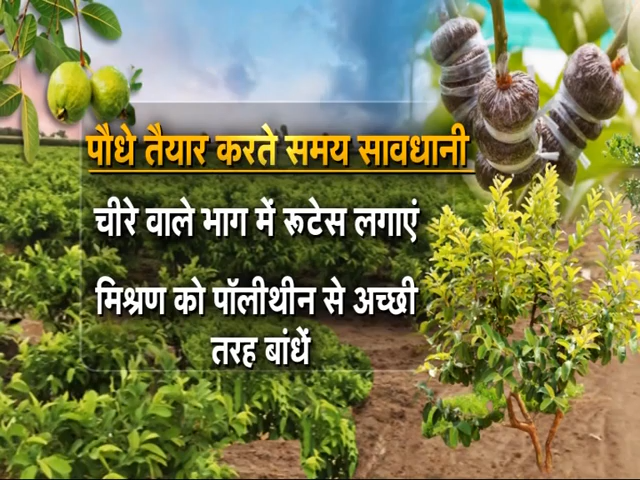 पौधे तैयार करते समय सावधानी
चीरे वाले भाग में रूटेस लगाएं
मिश्रण को पॉलीथीन से अच्छी
तरह बांधें